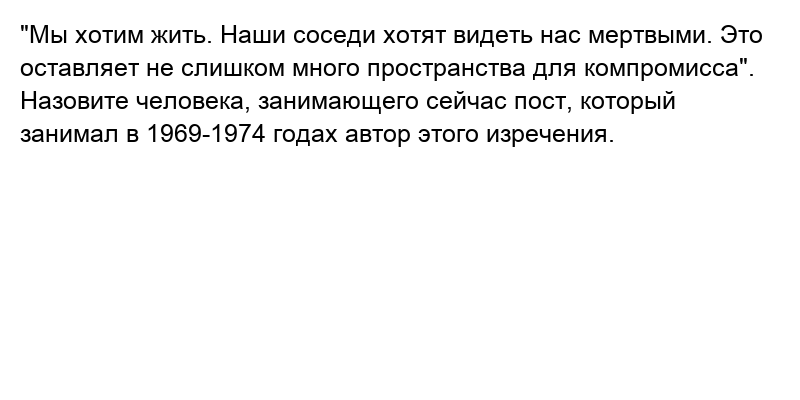 "Мы хотим жить. Наши соседи хотят видеть нас мертвыми. Это
оставляет не слишком много пространства для компромисса".
Назовите человека, занимающего сейчас пост, который
занимал в 1969-1974 годах автор этого изречения.